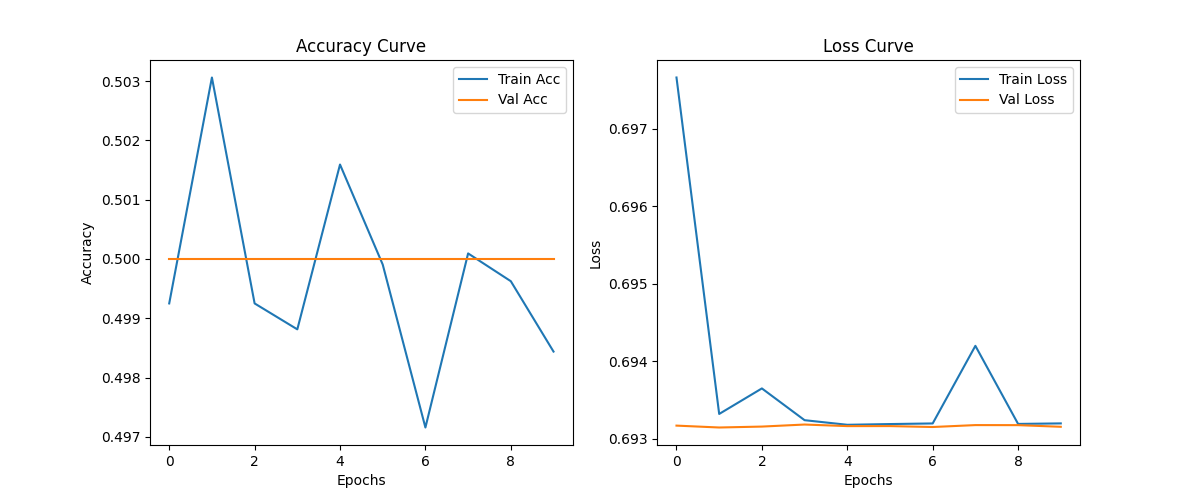 Accuracy Curve
Train Acc
Val Acc
0.503
0.502
0.501
0.500
0.499
0.498
0.497
Accuracy
0 2 4 6 8
Epochs
Loss Curve
Train Loss
Val Loss
0.697
0.696
0.695
0.694
0.693
Loss
0 2 4 6 8
Epochs